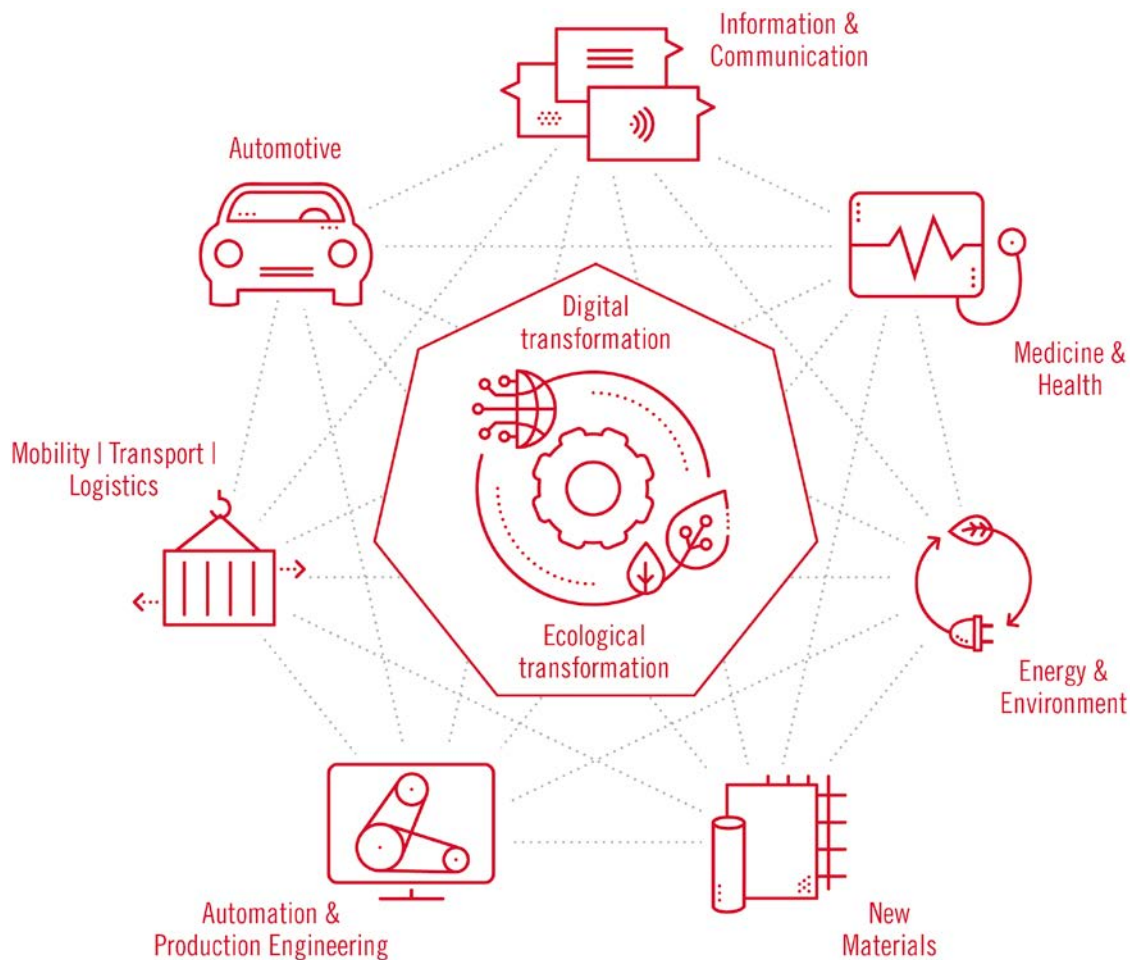 Information &
Communication
Automotive
Medicine &
Health
Digital
transformation
Mobility | Transport |
Logistics
Ecological
transformation
Energy &
Environment
Automation &
Production Engineering
New
Materials